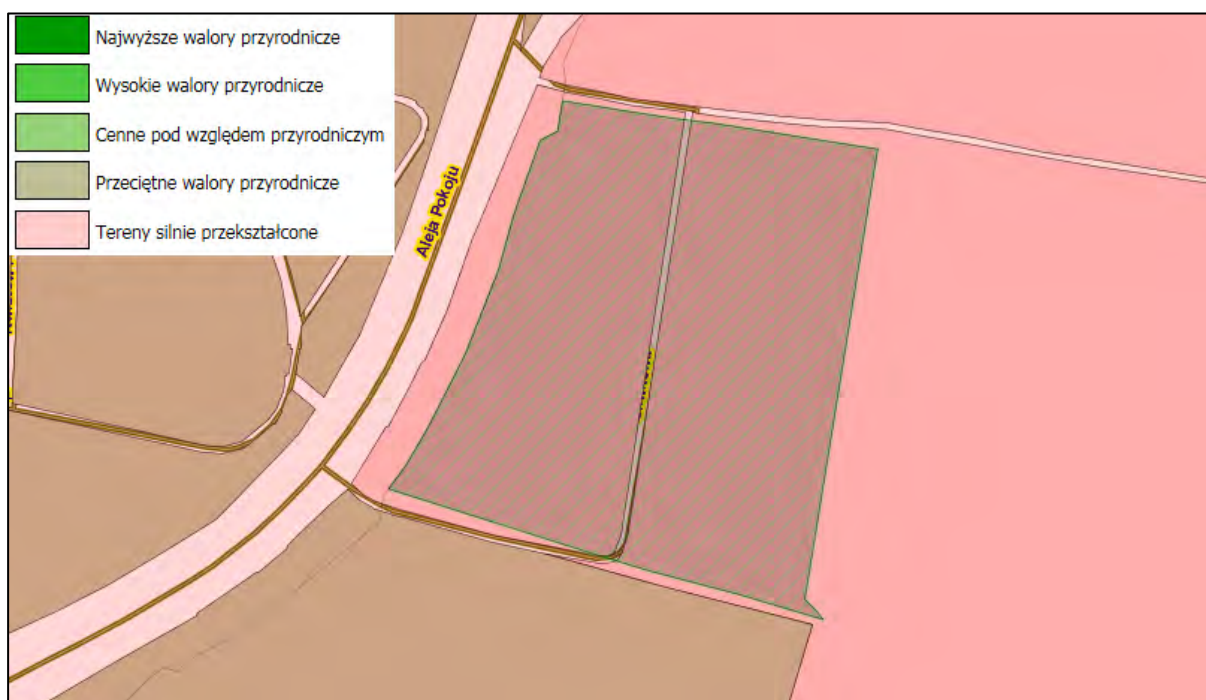 Najwyższe walory przyrodnicze
Wysokie walory przyrodnicze
Cenne pod względem przyrodniczym
Przeciętne walory przyrodnicze
Tereny silnie przekształcone
Aleja Pokoju